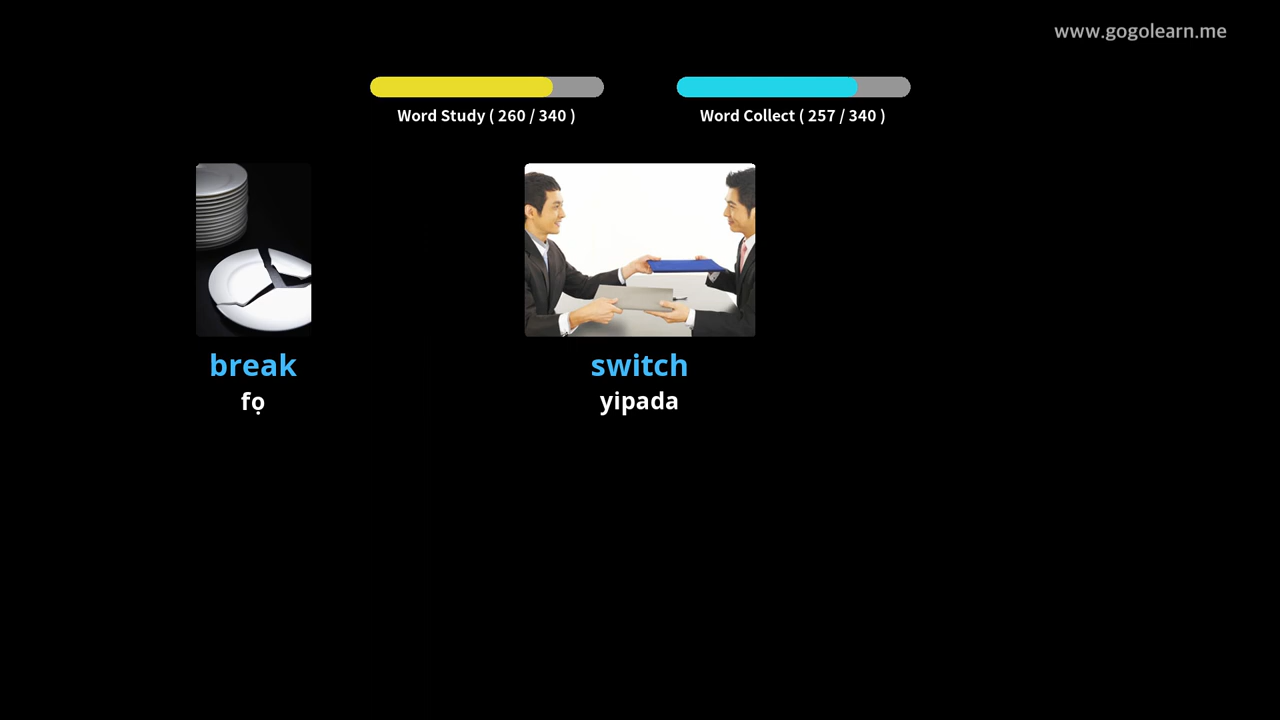 www.gogolearn.me
Word Study ( 260 / 340 )
Word Collect ( 257 / 340 )
break
fọ
switch
yipada